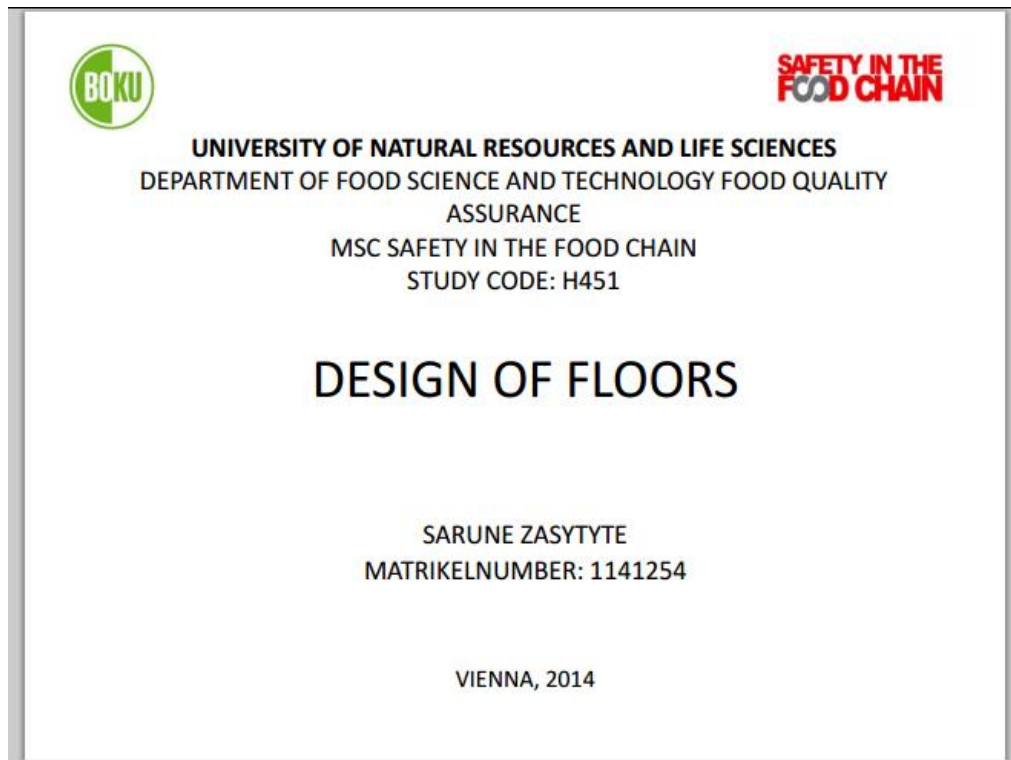 BOKU
SAFETY IN THE
FOOD CHAIN
UNIVERSITY OF NATURAL RESOURCES AND LIFE SCIENCES
DEPARTMENT OF FOOD SCIENCE AND TECHNOLOGY FOOD QUALITY
ASSURANCE
MSC SAFETY IN THE FOOD CHAIN
STUDY CODE: H451
DESIGN OF FLOORS
SARUNE ZASYTYTE
MATRIKELNUMBER: 1141254
VIENNA, 2014